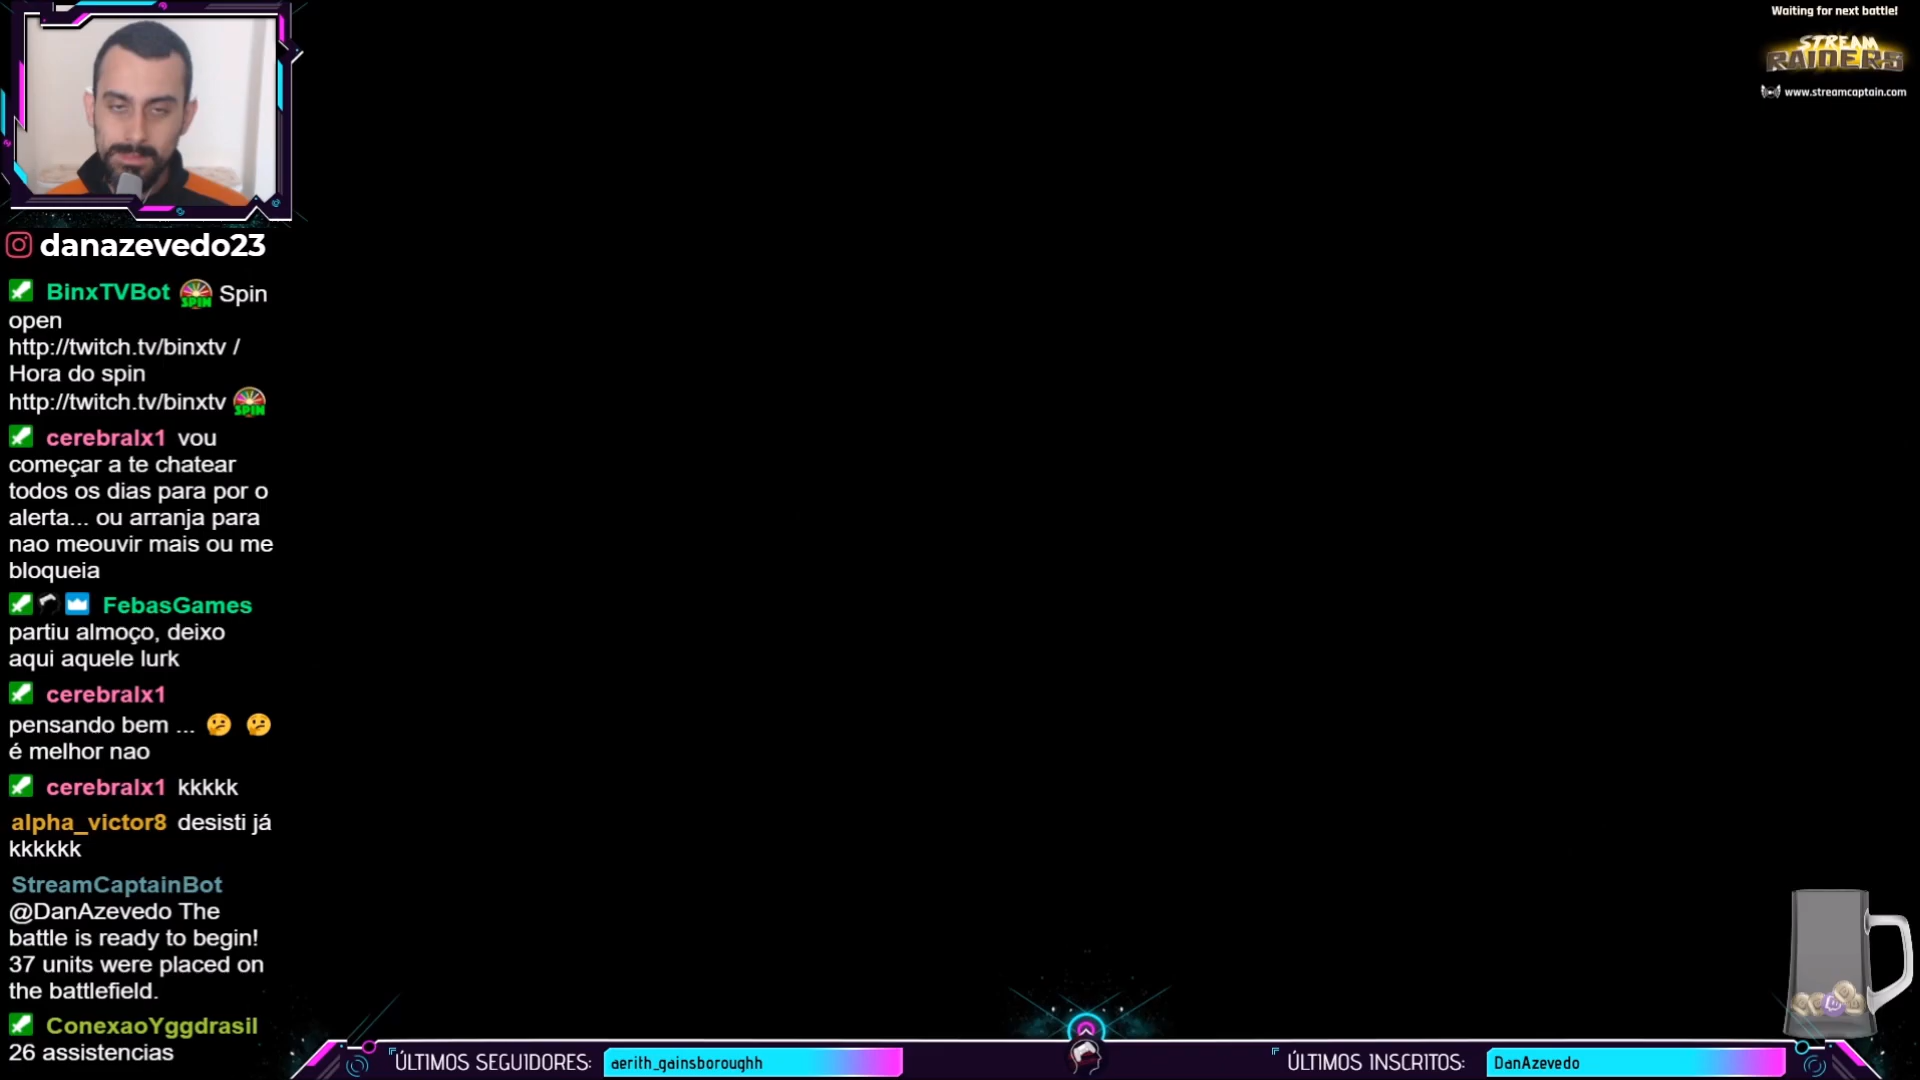 Waiting for next battle!
STREAM
RAIDERS
www.streamcaptain.com
danazevedo23
BinxTVBot SPIN Spin
open
http://twitch.tv/binxtv /
Hora do spin
http://twitch.tv/binxtv SPIN
cerebralx1 vou
começar a te chatear
todos os dias para por o
alerta... ou arranja para
nao meouvir mais ou me
bloqueia
FebasGames
partiu almoço, deixo
aqui aquele lurk
cerebralx1
pensando bem ... 🤔 🤔
é melhor nao
cerebralx1 kkkkk
alpha_victor8 desisti já
kkkkkk
StreamCaptainBot
@DanAzevedo The
battle is ready to begin!
37 units were placed on
the battlefield.
ConexaoYggdrasil
26 assistencias
ÚLTIMOS SEGUIDORES: aerith_gainsboroughh
ÚLTIMOS INSCRITOS: DanAzevedo